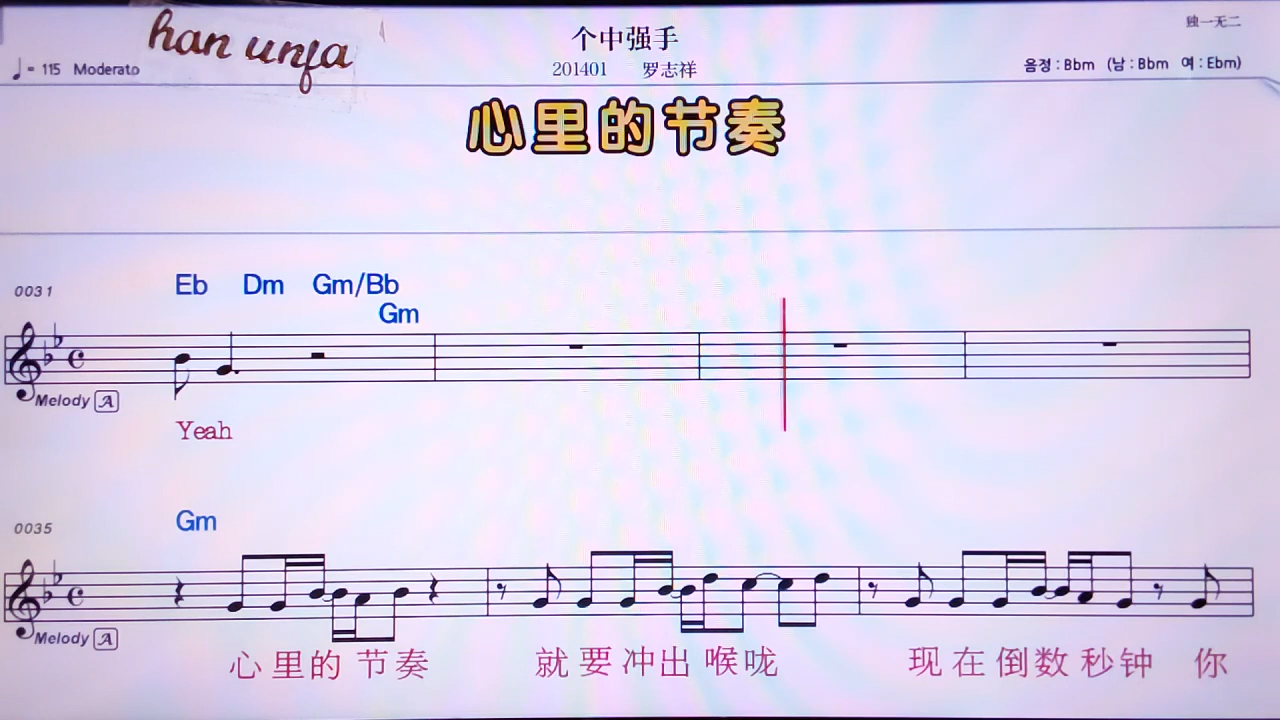 han unfa
个中强手
独一无二
♩= 115 Moderato
201401 罗志祥
음정 : Bbm (남 : Bbm 여 : Ebm)
心里的节奏
0031
Eb Dm Gm/Bb
Gm
Melody A
Yeah
0035
Gm
Melody A
心里的 节奏 就要冲出 喉咙 现在倒数 秒钟 你